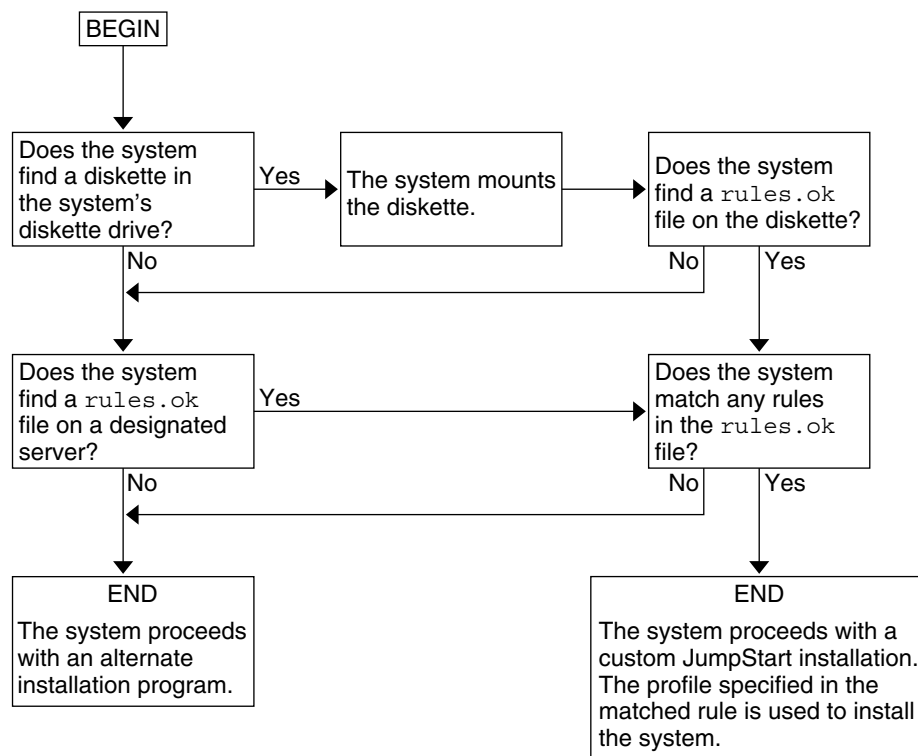 BEGIN
Does the system
find a diskette in
the system's
diskette drive?
Yes
The system mounts
the diskette.
Does the system
find a rules.ok
file on the diskette?
No
No
Yes
Does the system
find a rules.ok
file on a designated
server?
Yes
Does the system
match any rules
in the rules.ok
file?
No
No
Yes
END
The system proceeds
with an alternate
installation program.
END
The system proceeds with a
custom JumpStart installation.
The profile specified in the
matched rule is used to install
the system.